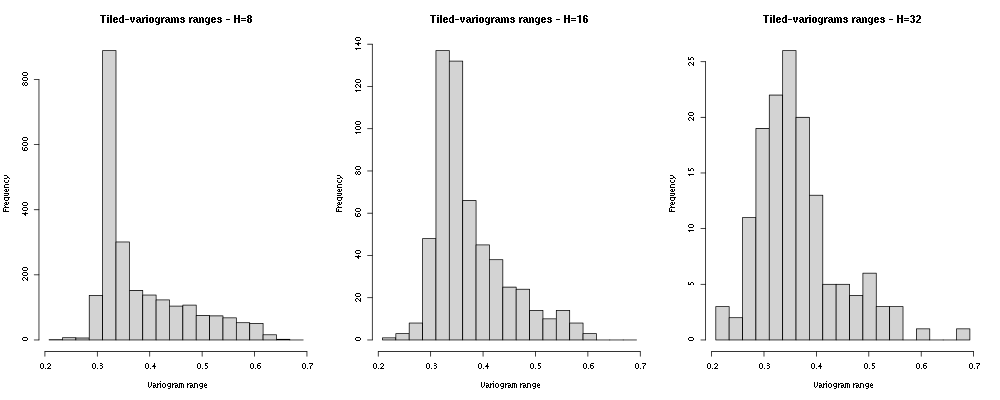 Tiled-variograms ranges - H=8
Tiled-variograms ranges - H=16
Tiled-variograms ranges - H=32
Frequency
0
200
400
600
800
0.2 0.3 0.4 0.5 0.6 0.7
Variogram range
Frequency
0
20
40
60
80
100
120
140
0.2 0.3 0.4 0.5 0.6 0.7
Variogram range
Frequency
0
5
10
15
20
25
0.2 0.3 0.4 0.5 0.6 0.7
Variogram range